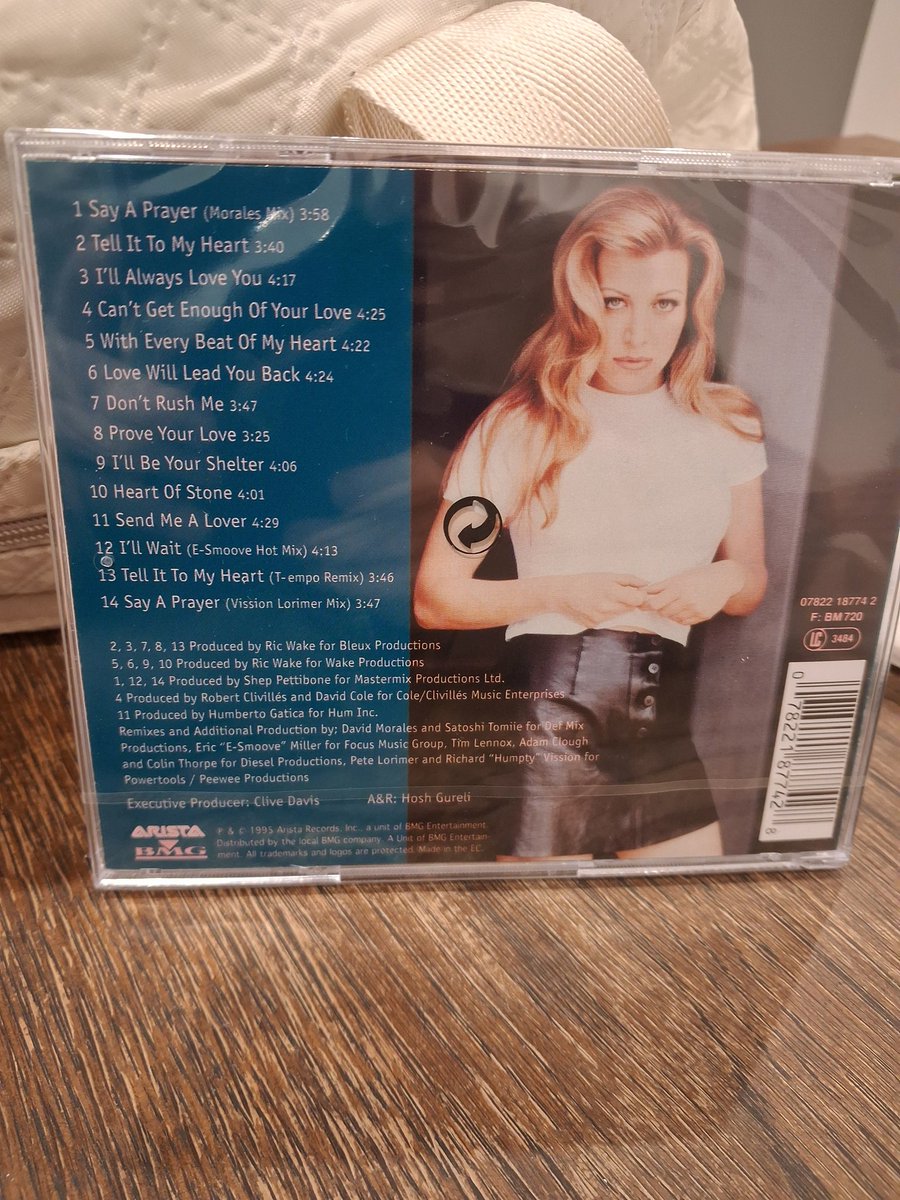 1 Say A Prayer (Morales Mix) 3:58
2 Tell It To My Heart 3:40
3 I'll Always Love You 4:17
4 Can't Get Enough Of Your Love 4:25
5 With Every Beat Of My Heart 4:22
6 Love Will Lead You Back 4:24
7 Don't Rush Me 3:47
8 Prove Your Love 3:25
9 I'll Be Your Shelter 4:06
10 Heart Of Stone 4:01
11 Send Me A Lover 4:29
12 I'll Wait (E-Smoove Hot Mix) 4:13
13 Tell It To My Heart (T-empo Remix) 3:46
14 Say A Prayer (Vission Lorimer Mix) 3:47
2, 3, 7, 8, 13 Produced by Ric Wake for Bleux Productions
5, 6, 9, 10 Produced by Ric Wake for Wake Productions
1, 12, 14 Produced by Shep Pettibone for Mastermix Productions Ltd.
4 Produced by Robert Clivillés and David Cole for Cole/Clivillés Music Enterprises
11 Produced by Humberto Gatica for Hum Inc.
Remixes and Additional Production by; David Morales and Satoshi Tomiie for Def Mix
Productions, Eric "E-Smoove" Miller for Focus Music Group, Tim Lennox, Adam Clough
and Colin Thorpe for Diesel Productions, Pete Lorimer and Richard "Humpty" Vission for
Powertools / Peewee Productions
Executive Producer: Clive Davis A&R: Hosh Gureli
ARISTA
BMG
℗ & © 1995 Arista Records, Inc., a unit of BMG Entertainment.
Distributed by the local BMG company. A Unit of BMG Entertain-
ment. All trademarks and logos are protected. Made in the EC.
07822 18774 2
F: BM 720
LC 3484
0 78221 87742 8